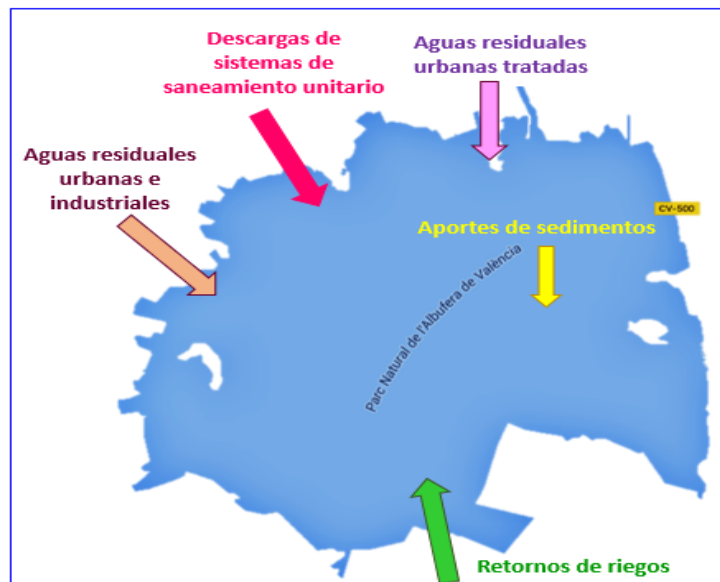 Descargas de
sistemas de
saneamiento unitario
Aguas residuales
urbanas tratadas
Aguas residuales
urbanas e
industriales
CV-500
Aportes de sedimentos
Parc Natural de l'Albufera de València
Retornos de riegos